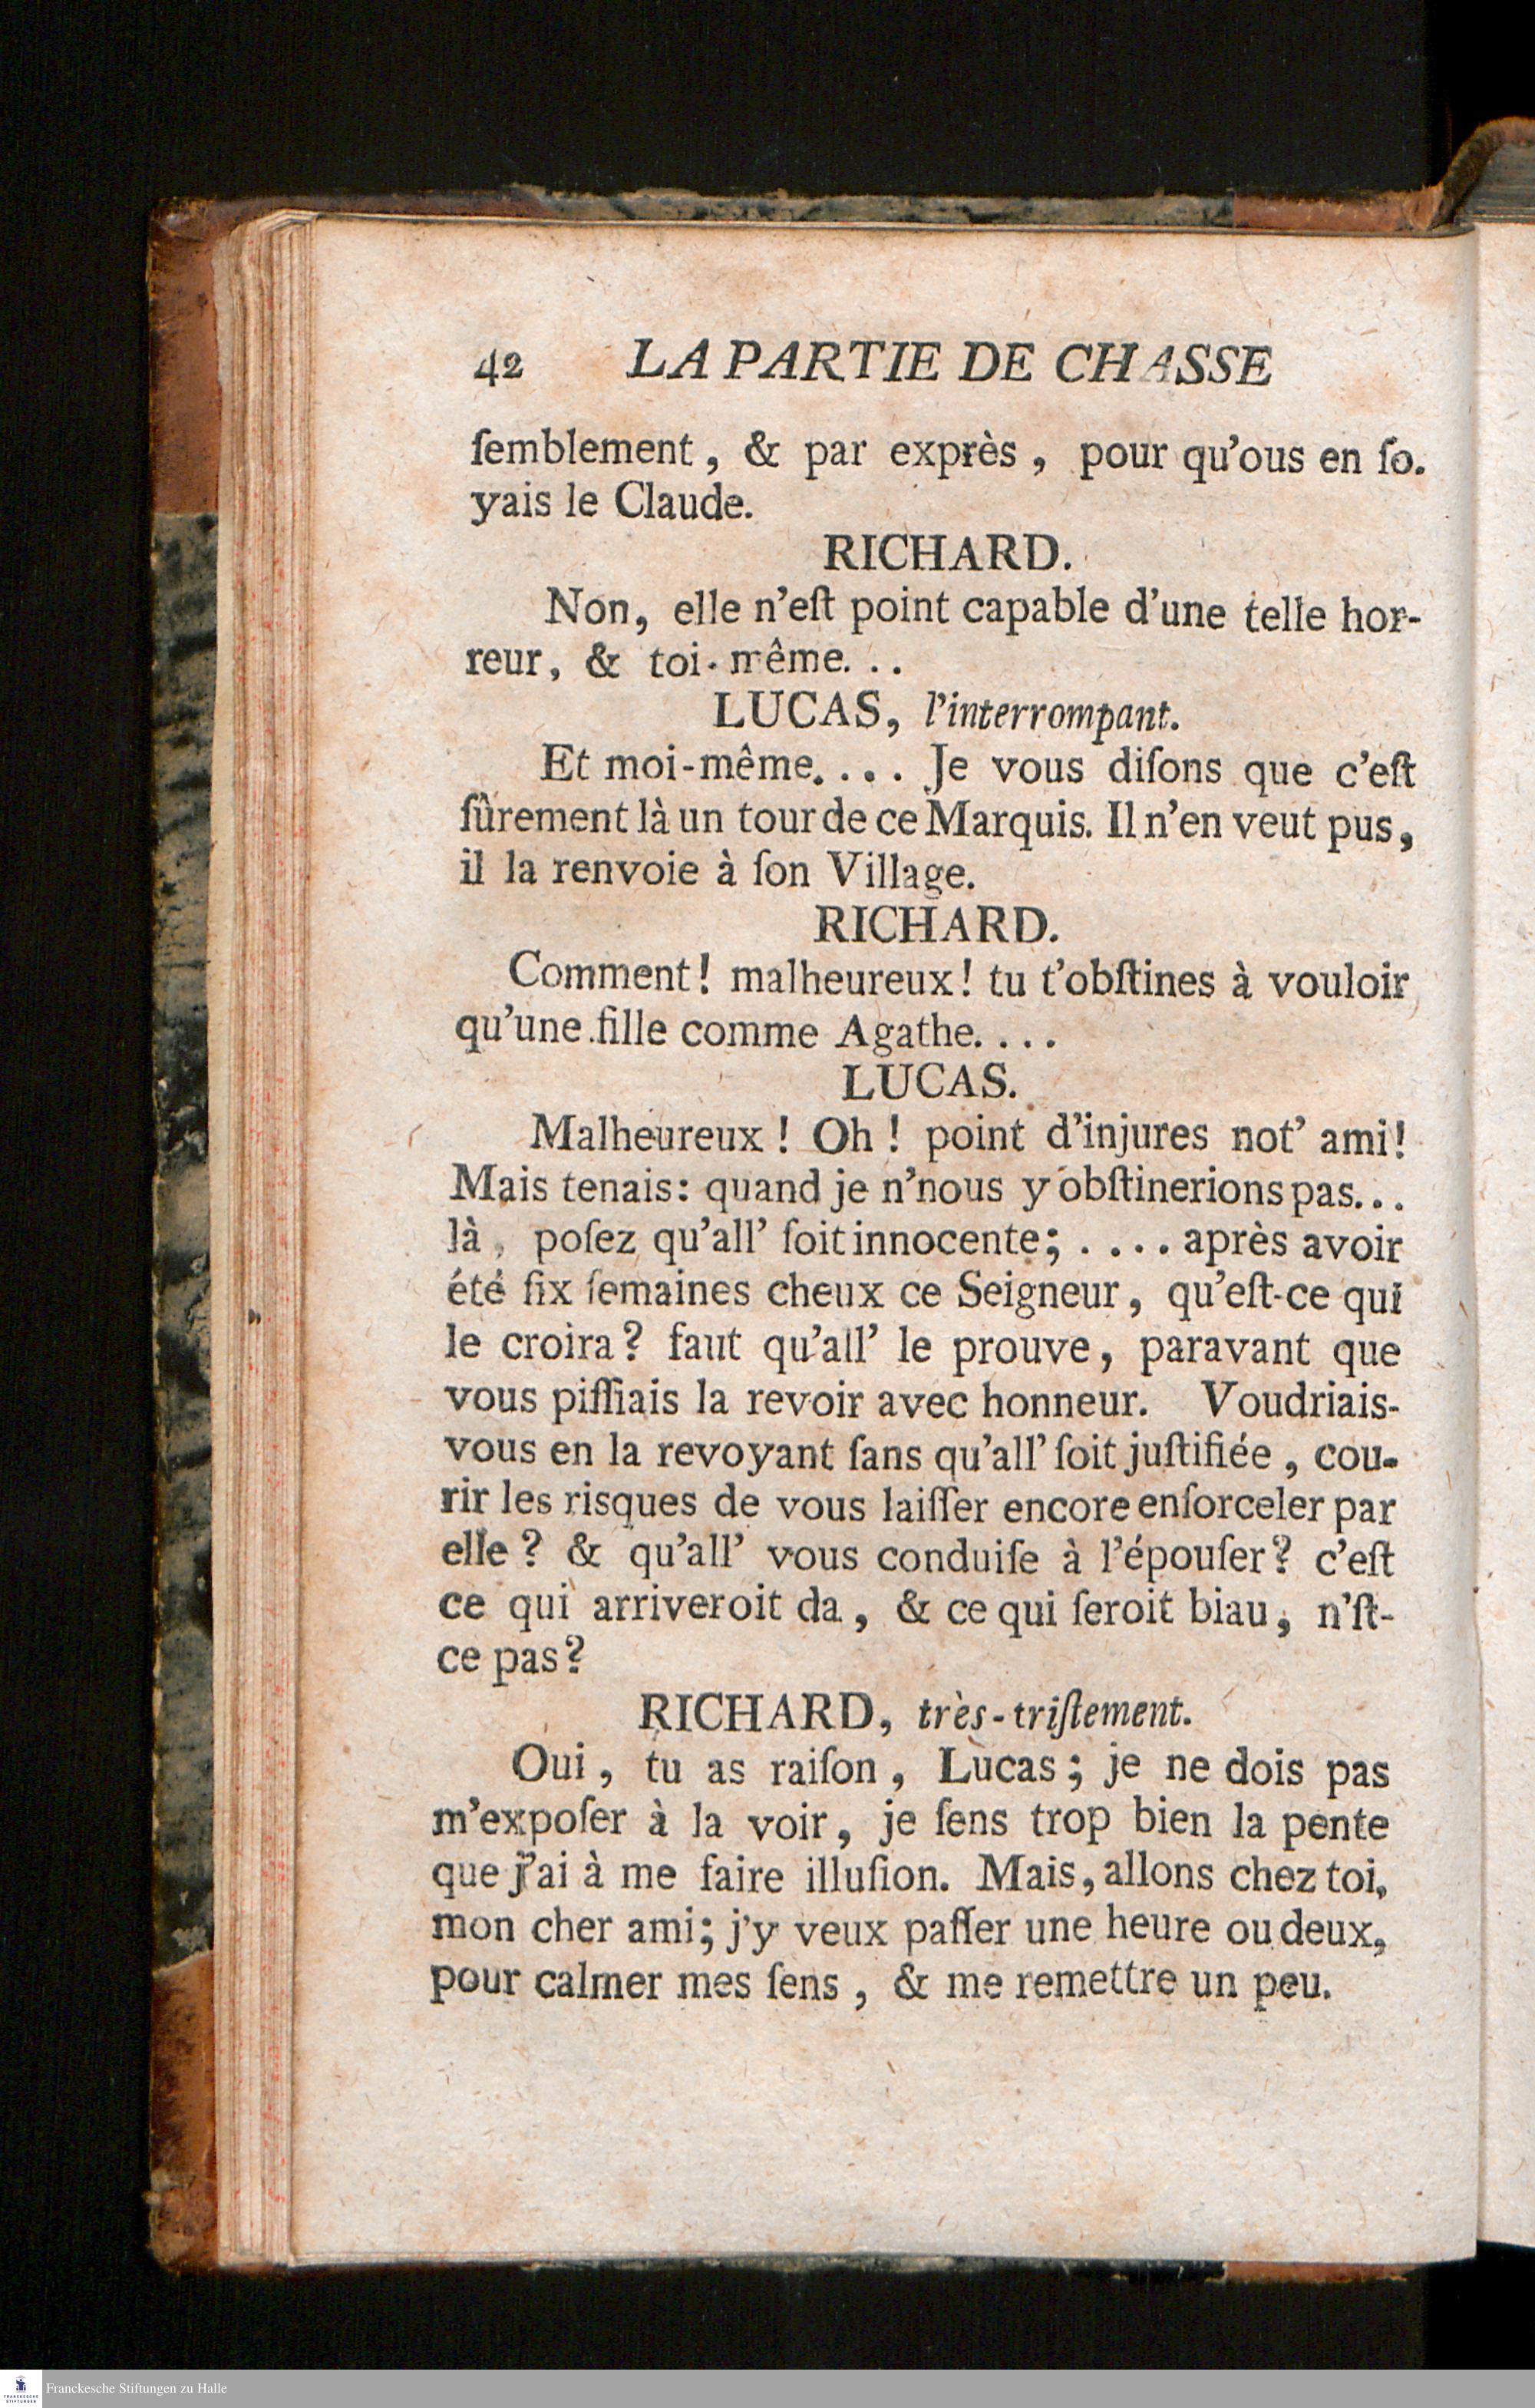 42 LA PARTIE DE CHASSE
ſemblement, & par exprès, pour qu'ous en ſo.
yais le Claude.
RICHARD.
Non, elle n'eſt point capable d'une telle hor-
reur, & toi-même...
LUCAS, l'interrompant.
Et moi-même.... Je vous diſons que c'eſt
ſûrement là un tour de ce Marquis. Il n'en veut pus,
il la renvoie à ſon Village.
RICHARD.
Comment! malheureux! tu t'obſtines à vouloir
qu'une fille comme Agathe....
LUCAS.
Malheureux! Oh! point d'injures not' ami!
Mais tenais: quand je n'nous y obſtinerions pas...
là, poſez qu'all' ſoit innocente; .... après avoir
été ſix ſemaines cheux ce Seigneur, qu'eſt-ce qui
le croira? faut qu'all' le prouve, paravant que
vous piſſiais la revoir avec honneur. Voudriais-
vous en la revoyant ſans qu'all' ſoit juſtifiée, cou-
rir les risques de vous laiſſer encore enſorceler par
elle? & qu'all' vous conduiſe à l'épouſer? c'eſt
ce qui arriveroit da, & ce qui ſeroit biau, n'ſt-
ce pas?
RICHARD, très-triſtement.
Oui, tu as raiſon, Lucas; je ne dois pas
m'expoſer à la voir, je ſens trop bien la pente
que j'ai à me faire illuſion. Mais, allons chez toi,
mon cher ami; j'y veux paſſer une heure ou deux,
pour calmer mes ſens, & me remettre un peu.
FRANCKESCHE
STIFTUNGEN
Franckesche Stiftungen zu Halle